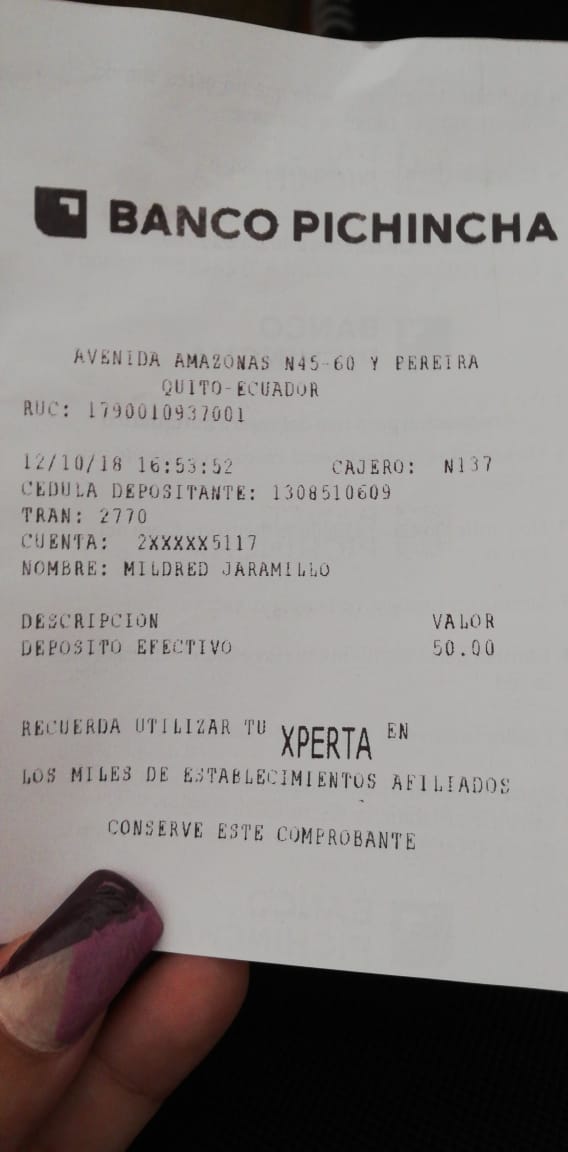 BANCO PICHINCHA
AVENIDA AMAZONAS N45-60 Y PEREIRA
QUITO-ECUADOR
RUC: 1790010937001
12/10/18 16:53:52 CAJERO: N137
CEDULA DEPOSITANTE: 1308510609
TRAN: 2770
CUENTA: 2XXXXX5117
NOMBRE: MILDRED JARAMILLO
DESCRIPCION VALOR
DEPOSITO EFECTIVO 50.00
RECUERDA UTILIZAR TU XPERTA EN
LOS MILES DE ESTABLECIMIENTOS AFILIADOS
CONSERVE ESTE COMPROBANTE